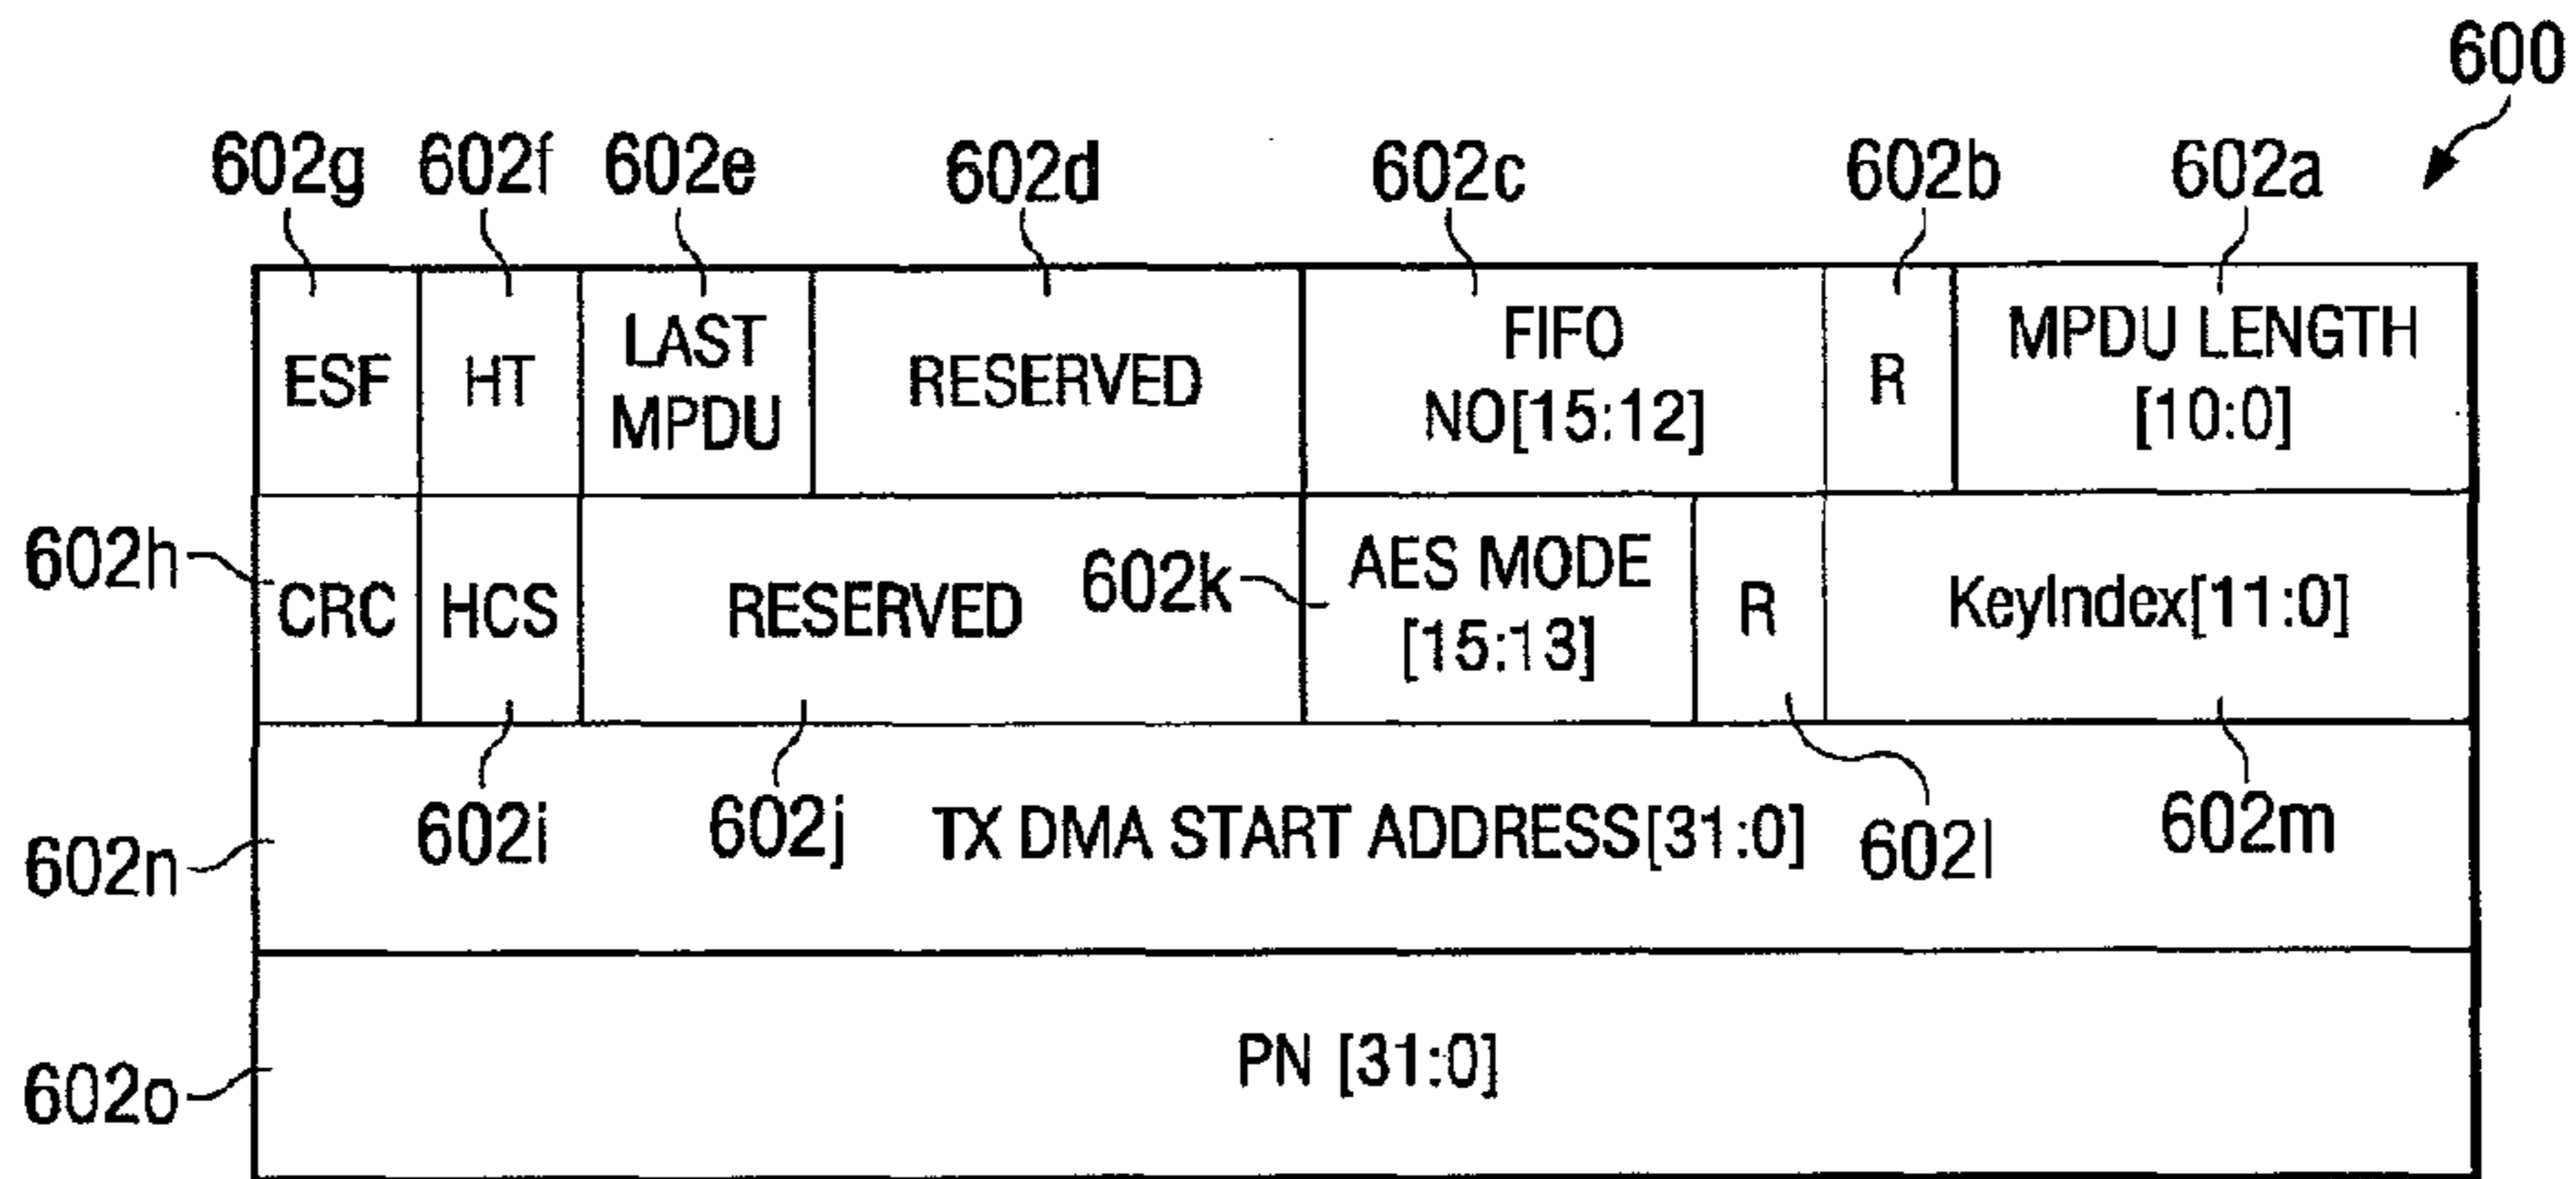 600
602g 602f 602e 602d 602c 602b 602a
ESF HT LAST MPDU RESERVED FIFO NO[15:12] R MPDU LENGTH [10:0]
602h CRC HCS RESERVED 602k AES MODE [15:13] R KeyIndex[11:0]
602n 602i 602j TX DMA START ADDRESS[31:0] 602l 602m
602o PN [31:0]